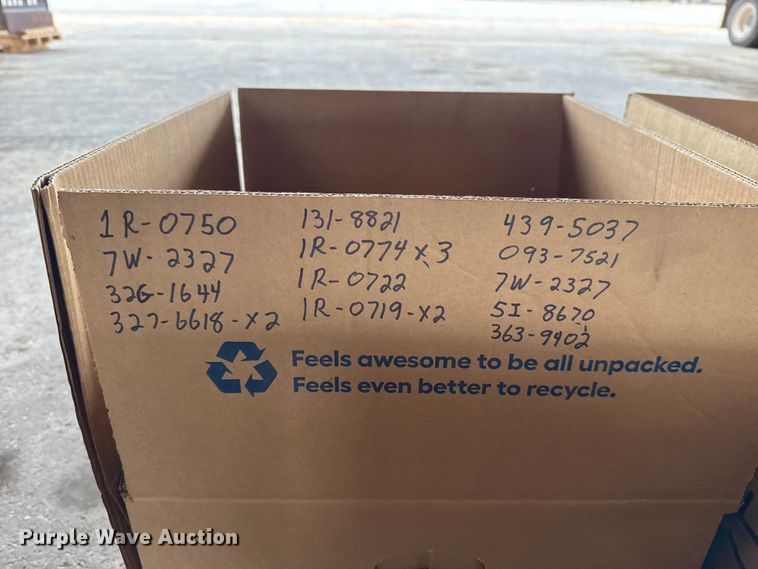 1R-0750
7W-2327
326-1644
327-6618-x2
131-8821
1R-0774 x 3
1R-0722
1R-0719-x2
439-5037
093-7521
7W-2327
5I-8670
363-9402
Feels awesome to be all unpacked.
Feels even better to recycle.
Purple Wave Auction